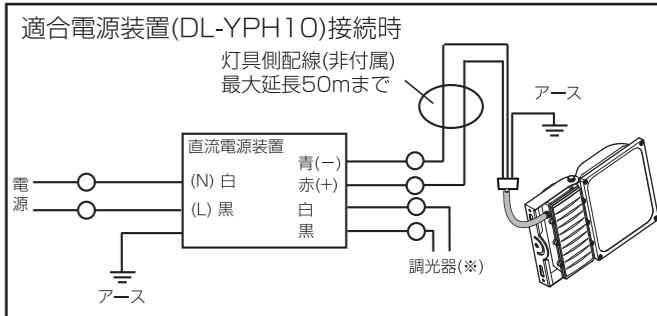 適合電源装置(DL-YPH10)接続時
灯具側配線(非付属)
最大延長50mまで
アース
直流電源装置
電源
(N) 白
(L) 黒
青(−)
赤(+)
白
黒
調光器(※)
アース